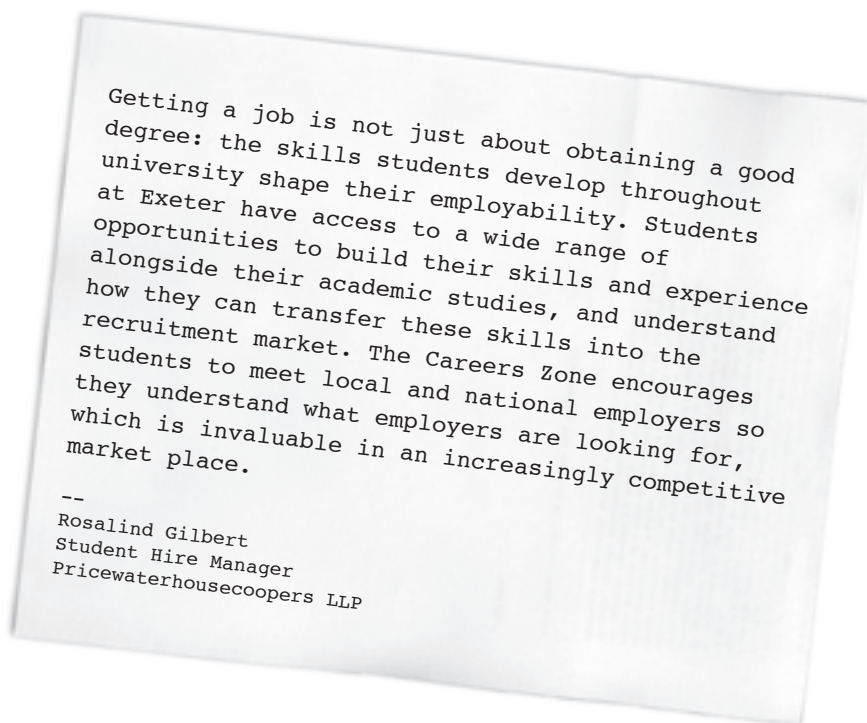 Getting a job is not just about obtaining a good
degree: the skills students develop throughout
university shape their employability. Students
at Exeter have access to a wide range of
opportunities to build their skills and experience
alongside their academic studies, and understand
how they can transfer these skills into the
recruitment market. The Careers Zone encourages
students to meet local and national employers so
they understand what employers are looking for,
which is invaluable in an increasingly competitive
market place.
--
Rosalind Gilbert
Student Hire Manager
Pricewaterhousecoopers LLP